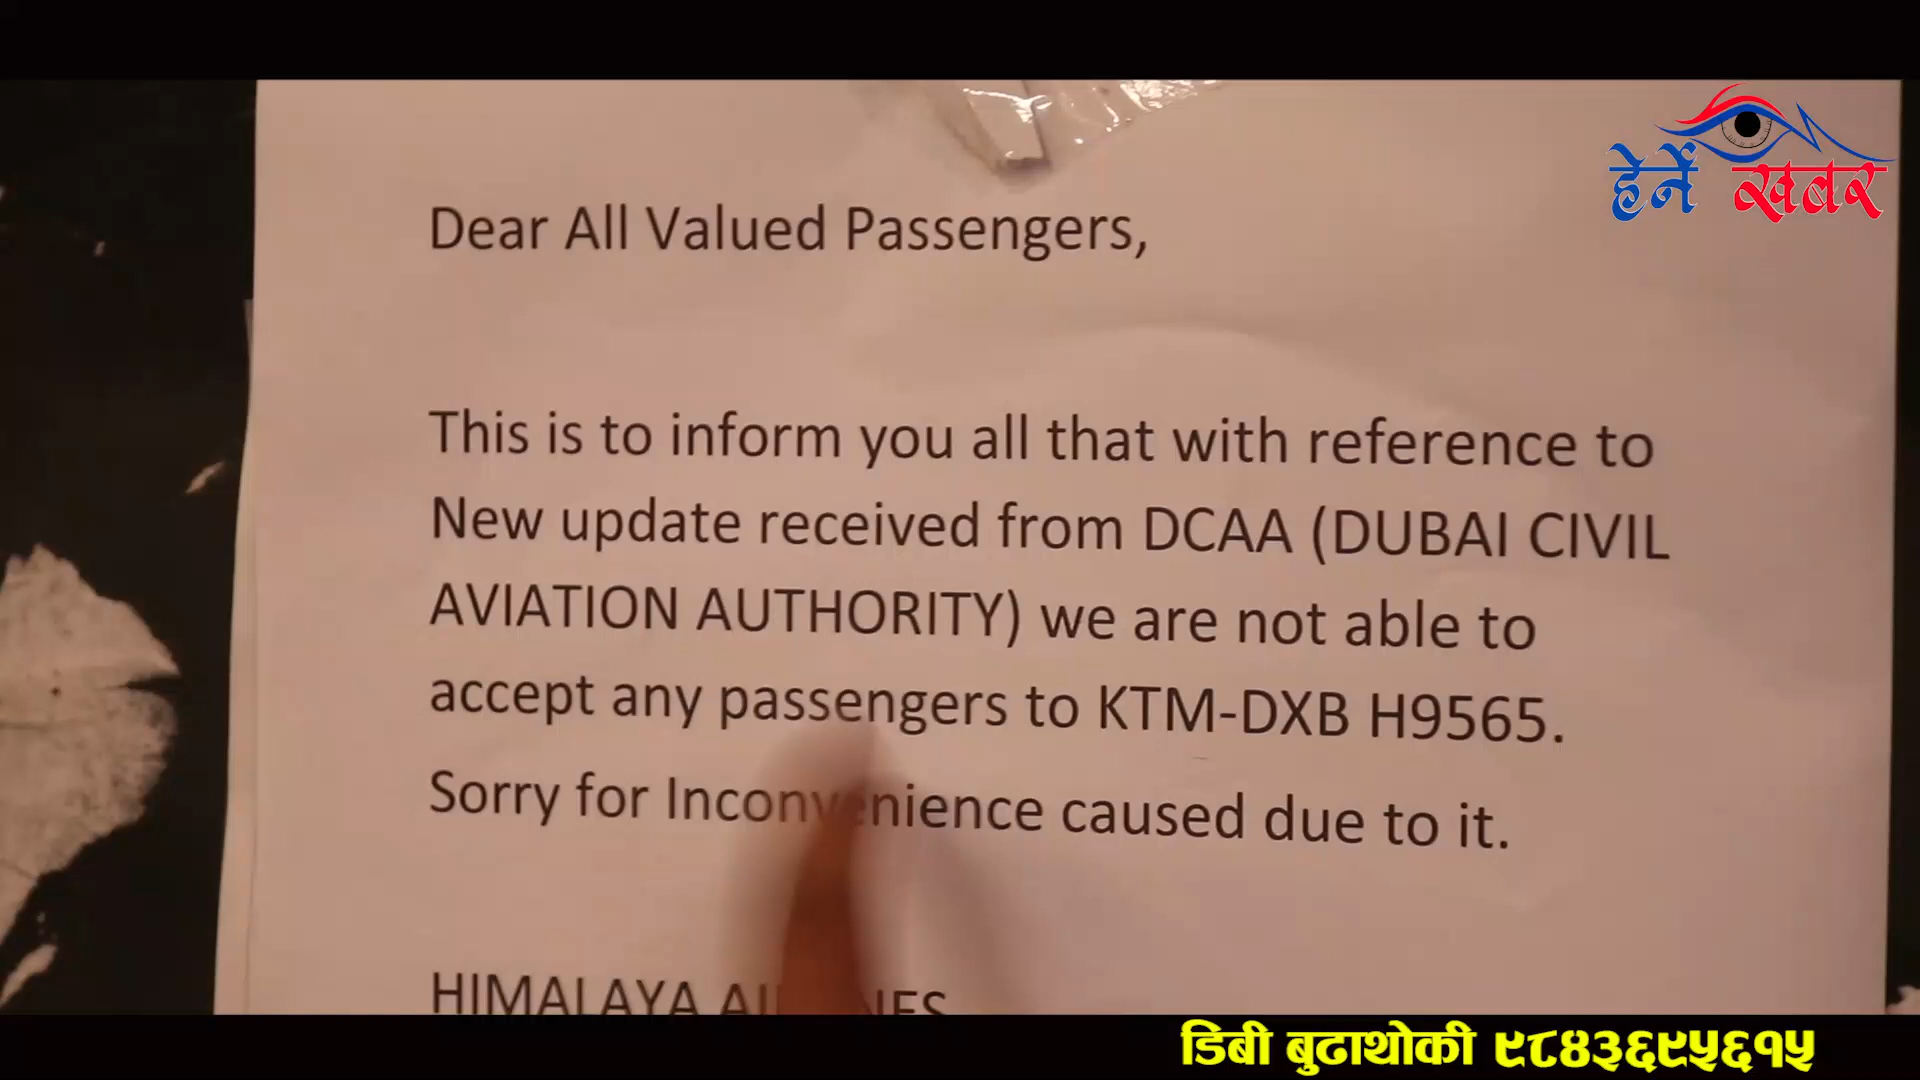 हेर्ने खबर
Dear All Valued Passengers,
This is to inform you all that with reference to
New update received from DCAA (DUBAI CIVIL
AVIATION AUTHORITY) we are not able to
accept any passengers to KTM-DXB H9565.
Sorry for Inconvenience caused due to it.
HIMALAYA AIRLINES
डिबी बुढाथोकी ९८४३६९५६१५